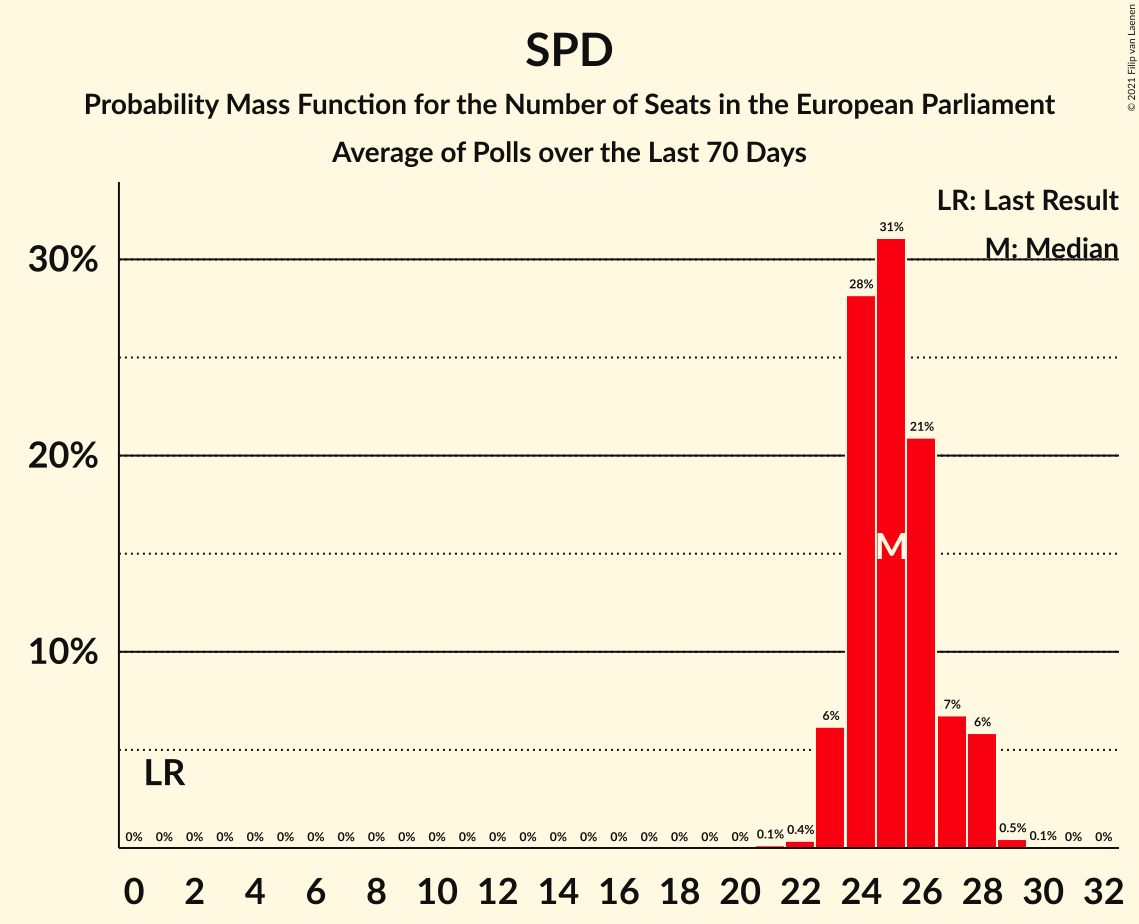 SPD
Probability Mass Function for the Number of Seats in the European Parliament
Average of Polls over the Last 70 Days
© 2021 Filip van Laenen
LR: Last Result
M: Median
30%
20%
10%
31%
28%
21%
M
6%
7%
6%
LR
0% 0% 0% 0% 0% 0% 0% 0% 0% 0% 0% 0% 0% 0% 0% 0% 0% 0% 0% 0% 0% 0.1% 0.4% 0.5% 0.1% 0% 0%
0 2 4 6 8 10 12 14 16 18 20 22 24 26 28 30 32